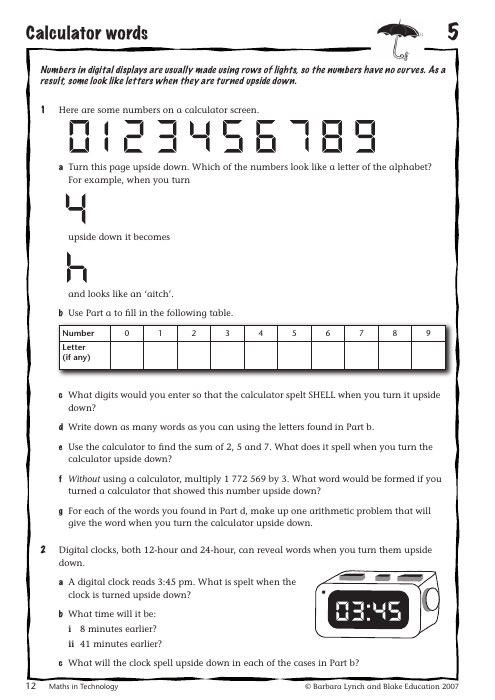 Calculator words
5
Numbers in digital displays are usually made using rows of lights, so the numbers have no curves. As a
result, some look like letters when they are turned upside down.
1 Here are some numbers on a calculator screen.
0 1 2 3 4 5 6 7 8 9
a Turn this page upside down. Which of the numbers look like a letter of the alphabet?
For example, when you turn
4
upside down it becomes
h
and looks like an ‘aitch’.
b Use Part a to fill in the following table.
Number 0 1 2 3 4 5 6 7 8 9
Letter
(if any)
c What digits would you enter so that the calculator spelt SHELL when you turn it upside
down?
d Write down as many words as you can using the letters found in Part b.
e Use the calculator to find the sum of 2, 5 and 7. What does it spell when you turn the
calculator upside down?
f Without using a calculator, multiply 1 772 569 by 3. What word would be formed if you
turned a calculator that showed this number upside down?
g For each of the words you found in Part d, make up one arithmetic problem that will
give the word when you turn the calculator upside down.
2 Digital clocks, both 12-hour and 24-hour, can reveal words when you turn them upside
down.
a A digital clock reads 3:45 pm. What is spelt when the
clock is turned upside down?
03:45
b What time will it be:
i 8 minutes earlier?
ii 41 minutes earlier?
c What will the clock spell upside down in each of the cases in Part b?
12 Maths in Technology
© Barbara Lynch and Blake Education 2007